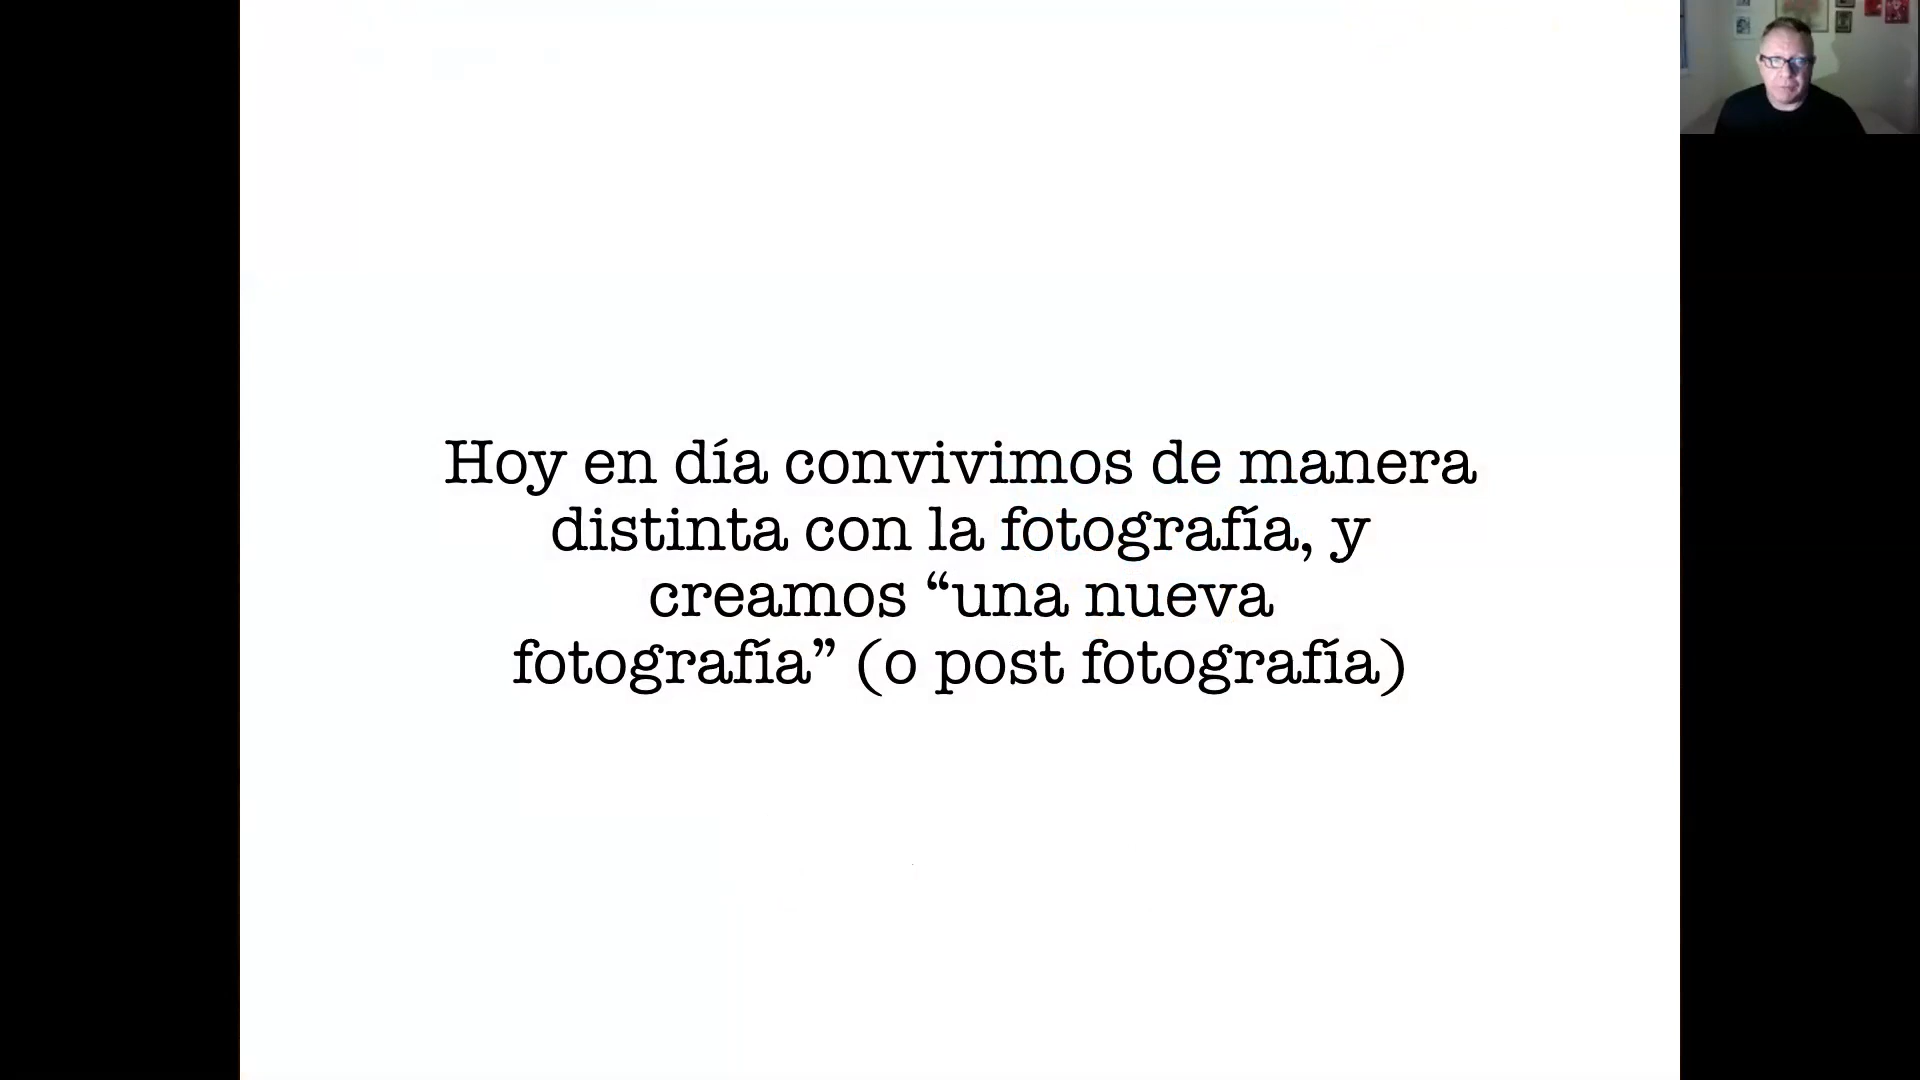 Hoy en día convivimos de manera
distinta con la fotografía, y
creamos “una nueva
fotografía” (o post fotografía)